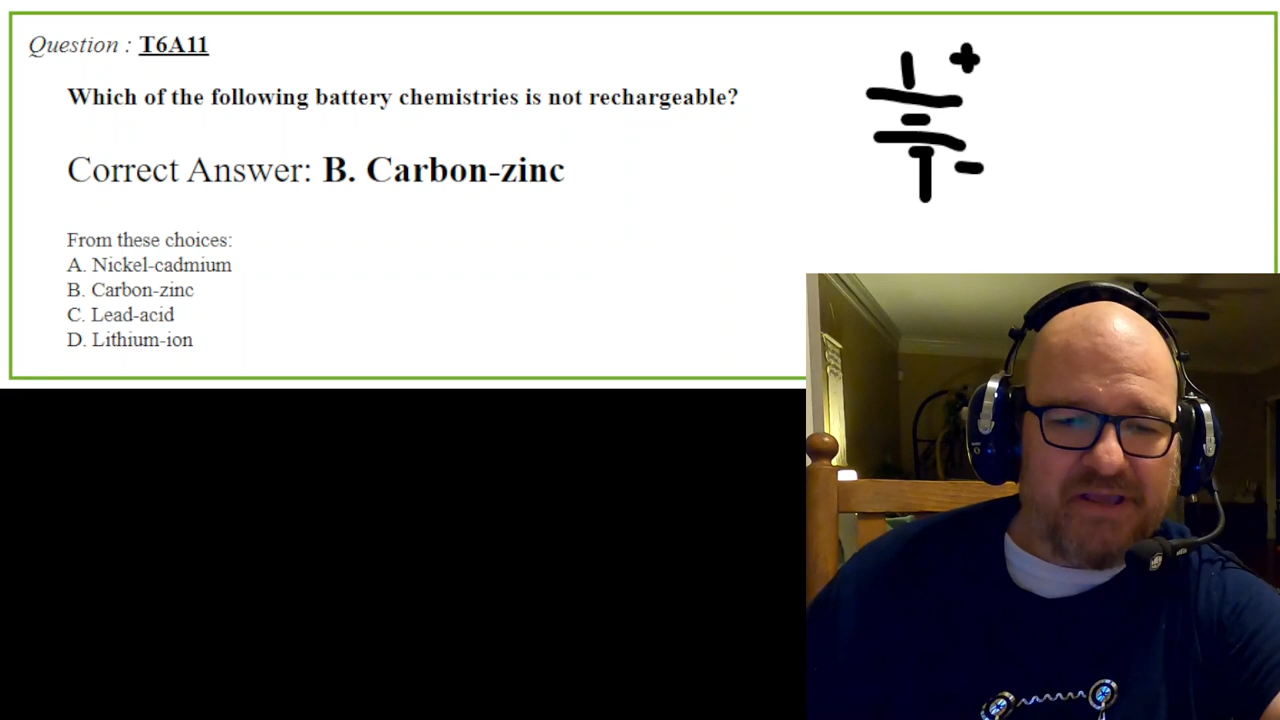 Question : T6A11
Which of the following battery chemistries is not rechargeable?
Correct Answer: B. Carbon-zinc
From these choices:
A. Nickel-cadmium
B. Carbon-zinc
C. Lead-acid
D. Lithium-ion